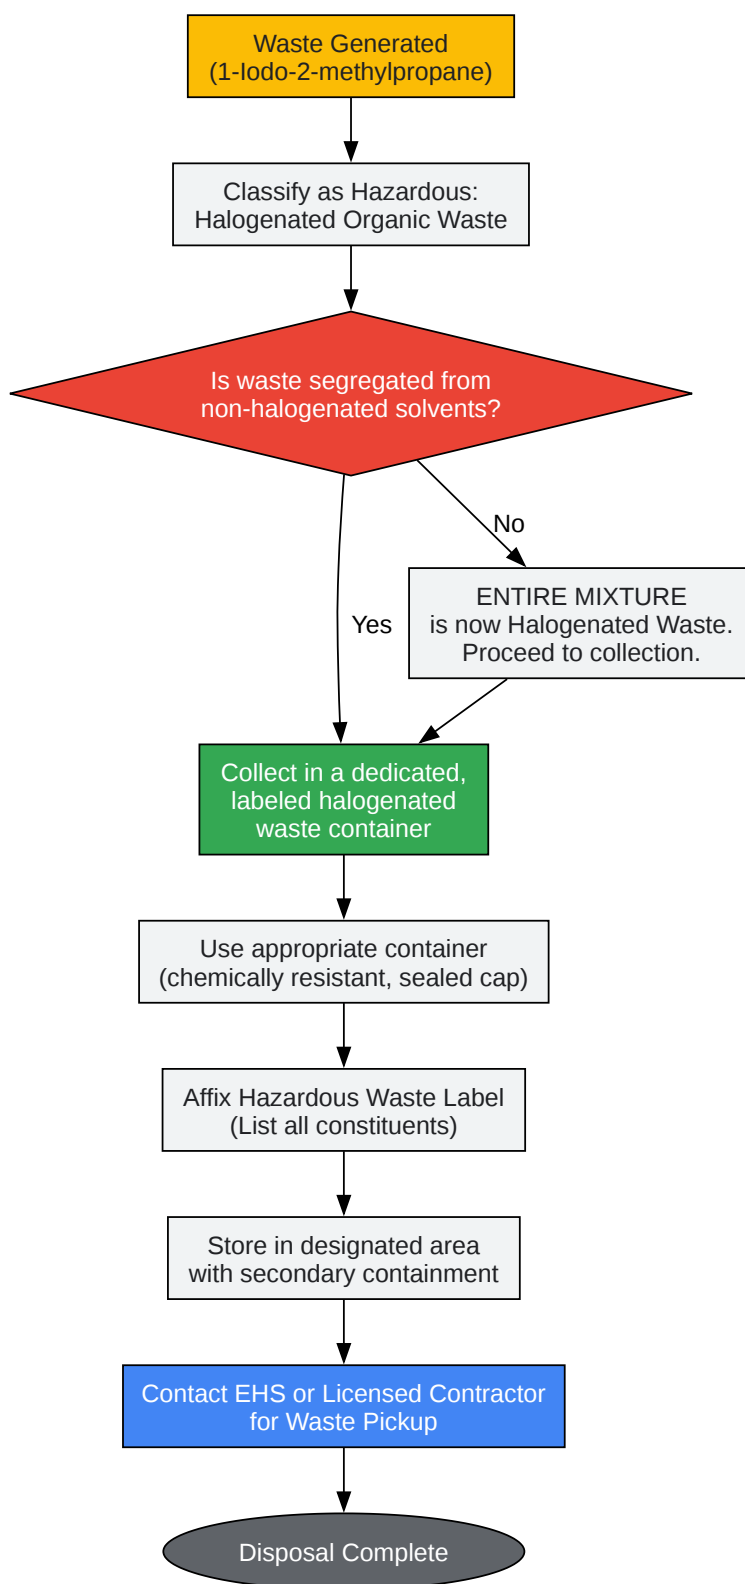 Waste Generated
(1-Iodo-2-methylpropane)
Classify as Hazardous:
Halogenated Organic Waste
Is waste segregated from
non-halogenated solvents?
No
ENTIRE MIXTURE
is now Halogenated Waste.
Proceed to collection.
Yes
Collect in a dedicated,
labeled halogenated
waste container
Use appropriate container
(chemically resistant, sealed cap)
Affix Hazardous Waste Label
(List all constituents)
Store in designated area
with secondary containment
Contact EHS or Licensed Contractor
for Waste Pickup
Disposal Complete